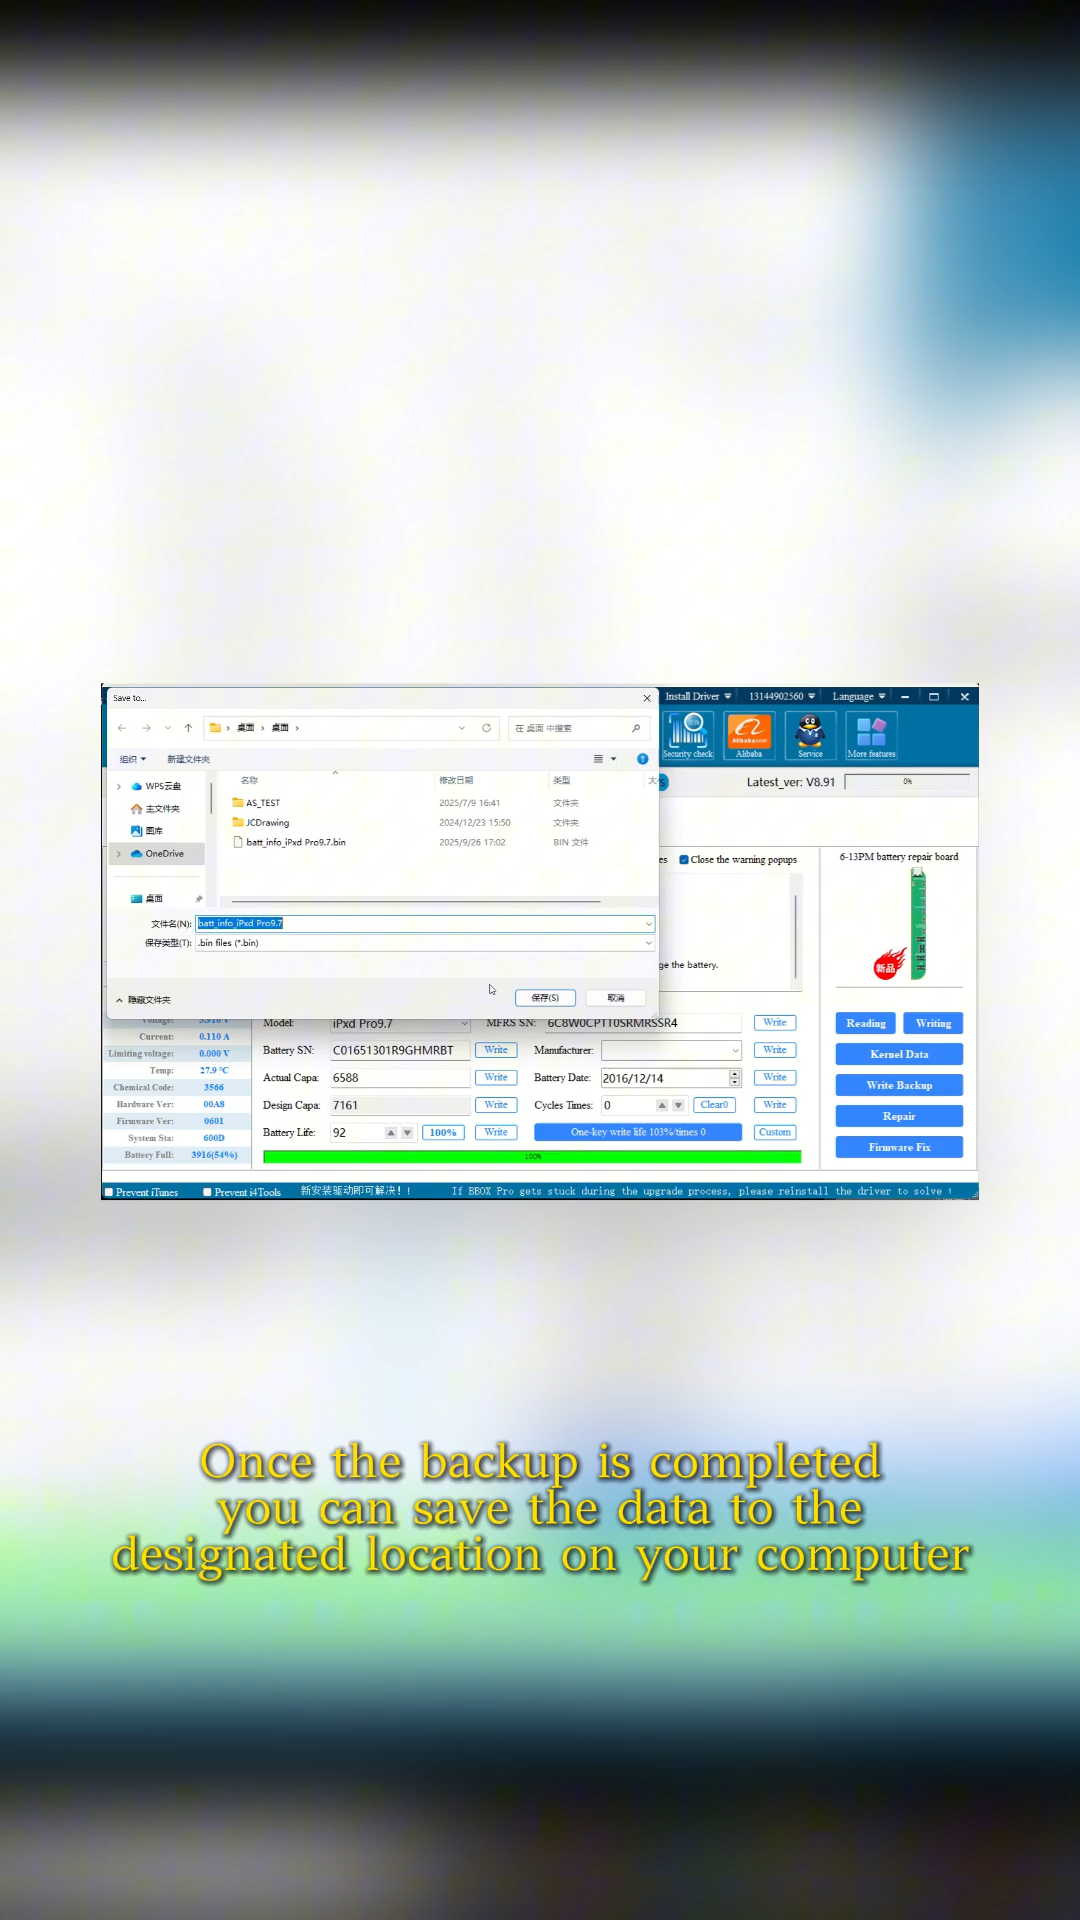 Save to...
Install Driver
13144902560
Language
桌面
桌面
在 桌面 中搜索
Security check
Alibaba.com
Alibaba
Service
More features
组织
新建文件夹
Latest_ver: V8.91
0%
名称
修改日期
类型
WPS云盘
主文件夹
图库
OneDrive
桌面
AS_TEST
2025/7/9 16:41
文件夹
JCDrawing
2024/12/23 15:50
文件夹
batt_info_iPxd Pro9.7.bin
2025/9/26 17:02
BIN 文件
Close the warning popups
6-13PM battery repair board
文件名(N):
batt_info_iPxd Pro9.7
保存类型(T):
.bin files (*.bin)
ge the battery.
新品
隐藏文件夹
保存(S)
取消
Model:
iPxd Pro9.7
MFRS SN:
6C8W0CPTT0SRMRSSR4
Write
Reading
Writing
Current:
0.110 A
Limiting voltage:
0.000 V
Temp:
27.9 ℃
Chemical Code:
3566
Hardware Ver:
00A8
Firmware Ver:
0601
System Sta:
600D
Battery Full:
3916(54%)
Battery SN:
C01651301R9GHMRBT
Write
Manufacturer:
Write
Actual Capa:
6588
Write
Battery Date:
2016/12/14
Write
Design Capa:
7161
Write
Cycles Times:
0
Clear0
Write
Battery Life:
92
100%
Write
One-key write life 103%/times 0
Custom
100%
Kernel Data
Write Backup
Repair
Firmware Fix
Prevent iTunes
Prevent i4Tools
新安装驱动即可解决！！
If BBOX Pro gets stuck during the upgrade process, please reinstall the driver to solve
Once the backup is completed
you can save the data to the
designated location on your computer